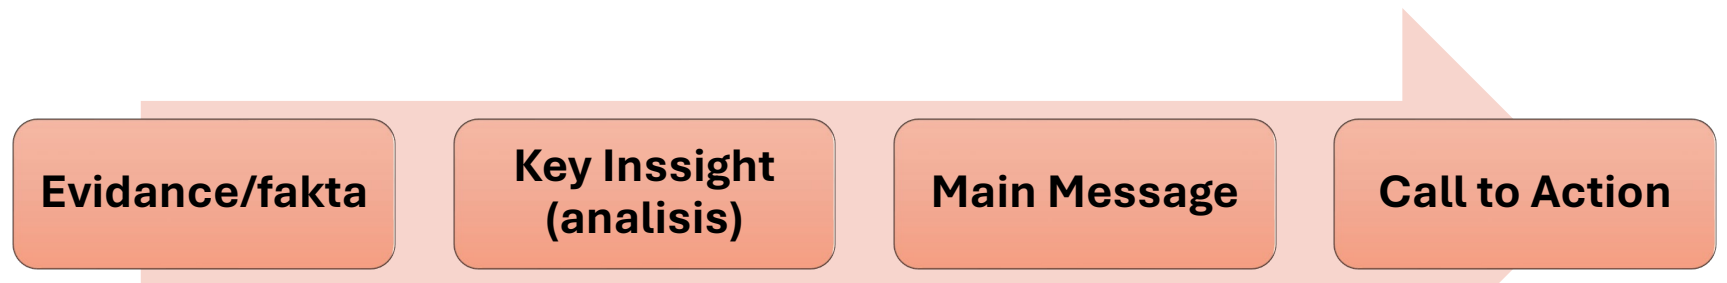 Evidance/fakta
Key Inssight
(analisis)
Main Message
Call to Action